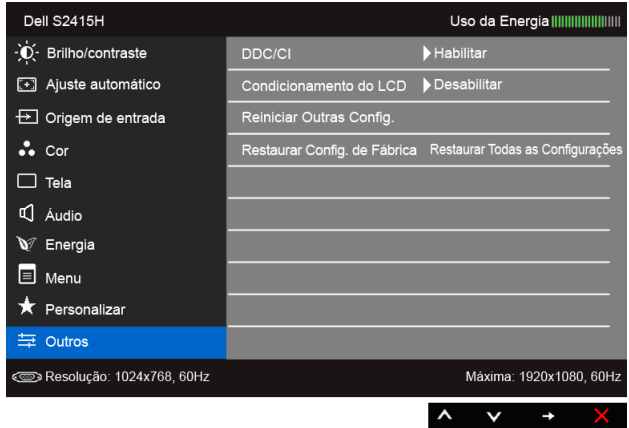 Dell S2415H Uso da Energia
Brilho/contraste
Ajuste automático
Origem de entrada
Cor
Tela
Áudio
Energia
Menu
Personalizar
Outros
DDC/CI Habilitar
Condicionamento do LCD Desabilitar
Reiniciar Outras Config.
Restaurar Config. de Fábrica Restaurar Todas as Configurações
Resolução: 1024x768, 60Hz Máxima: 1920x1080, 60Hz